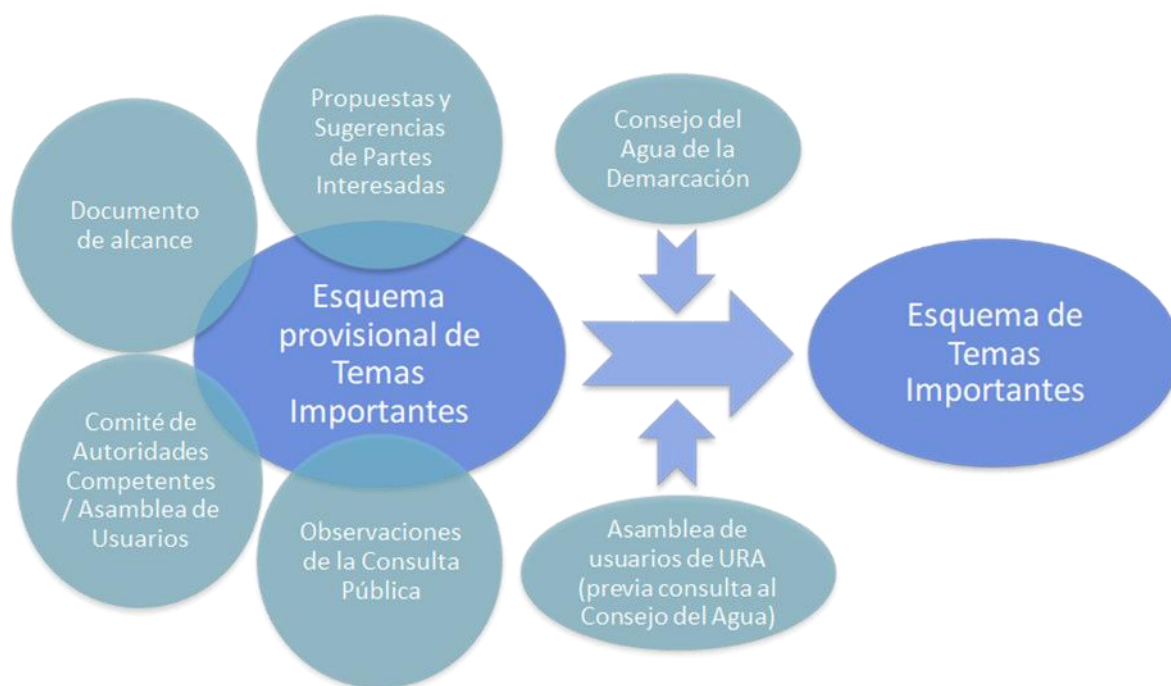 Propuestas y
Sugerencias
de Partes
Interesadas
Documento
de alcance
Esquema
provisional de
Temas
Importantes
Comité de
Autoridades
Competentes
/ Asamblea de
Usuarios
Observaciones
de la Consulta
Pública
Consejo del
Agua de la
Demarcación
Asamblea de
usuarios de URA
(previa consulta al
Consejo del Agua)
Esquema de
Temas
Importantes